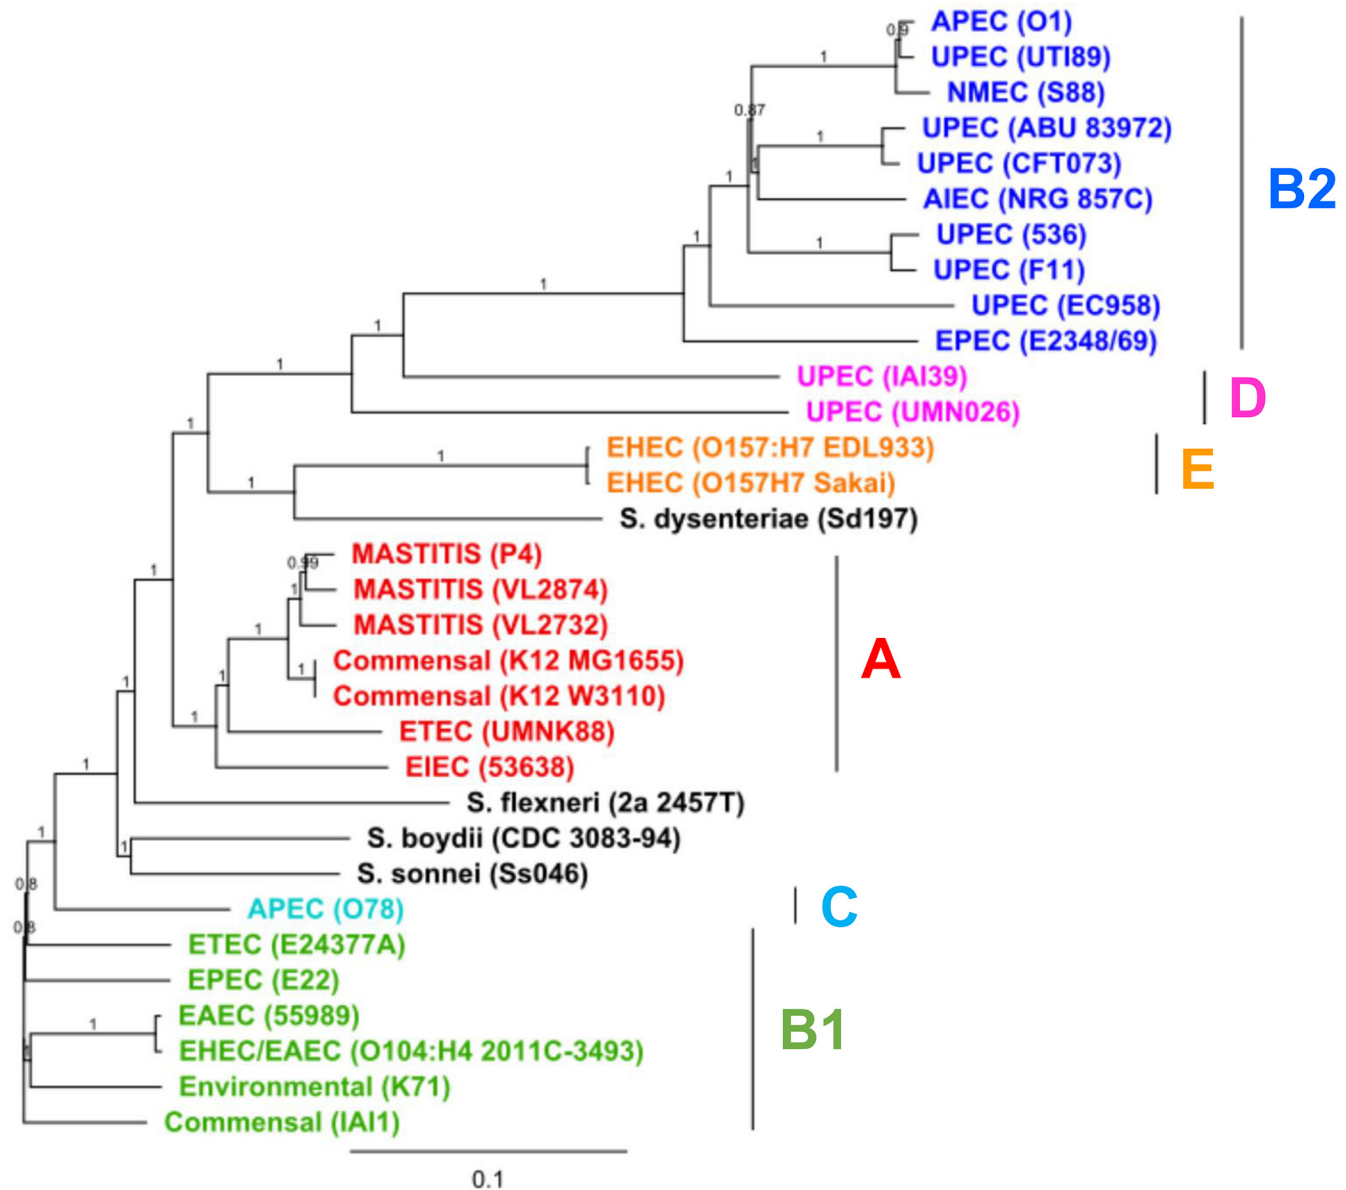 APEC (O1)
0.9
UPEC (UTI89)
1
NMEC (S88)
0.87
UPEC (ABU 83972)
1
UPEC (CFT073)
1
AIEC (NRG 857C)
1
B2
UPEC (536)
1
1
UPEC (F11)
1
UPEC (EC958)
1
EPEC (E2348/69)
1
UPEC (IAI39)
D
1
UPEC (UMN026)
1
EHEC (O157:H7 EDL933)
1
E
EHEC (O157H7 Sakai)
1
S. dysenteriae (Sd197)
MASTITIS (P4)
0.99
1
MASTITIS (VL2874)
1
MASTITIS (VL2732)
1
Commensal (K12 MG1655)
1
A
1
Commensal (K12 W3110)
1
ETEC (UMNK88)
1
EIEC (53638)
1
S. flexneri (2a 2457T)
1
S. boydii (CDC 3083-94)
1
S. sonnei (Ss046)
0.8
APEC (O78)
C
0.8
ETEC (E24377A)
EPEC (E22)
EAEC (55989)
1
B1
EHEC/EAEC (O104:H4 2011C-3493)
1
Environmental (K71)
Commensal (IAI1)
0.1